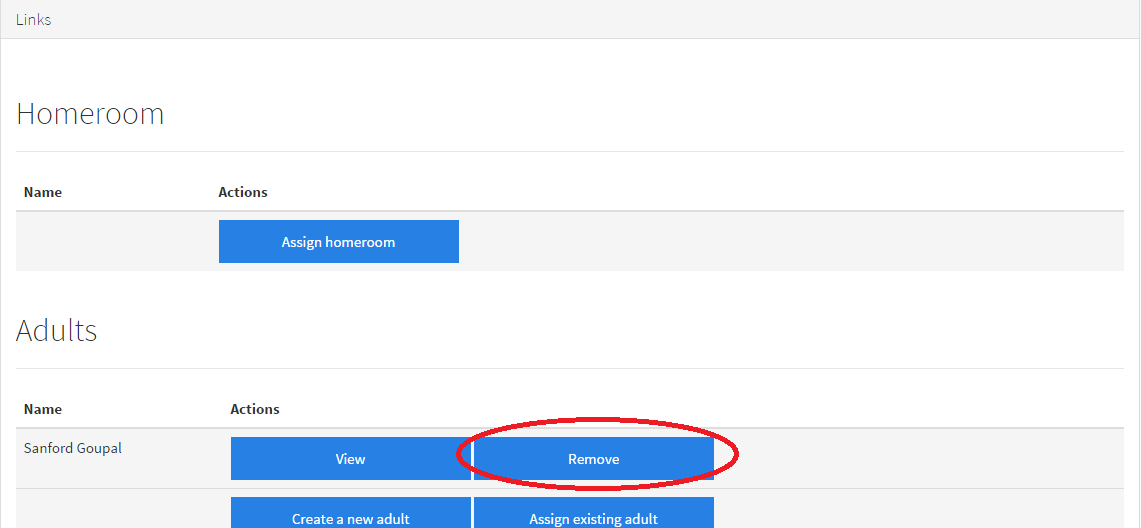 Links
Homeroom
Name Actions
Assign homeroom
Adults
Name Actions
Sanford Goupal View Remove
Create a new adult Assign existing adult